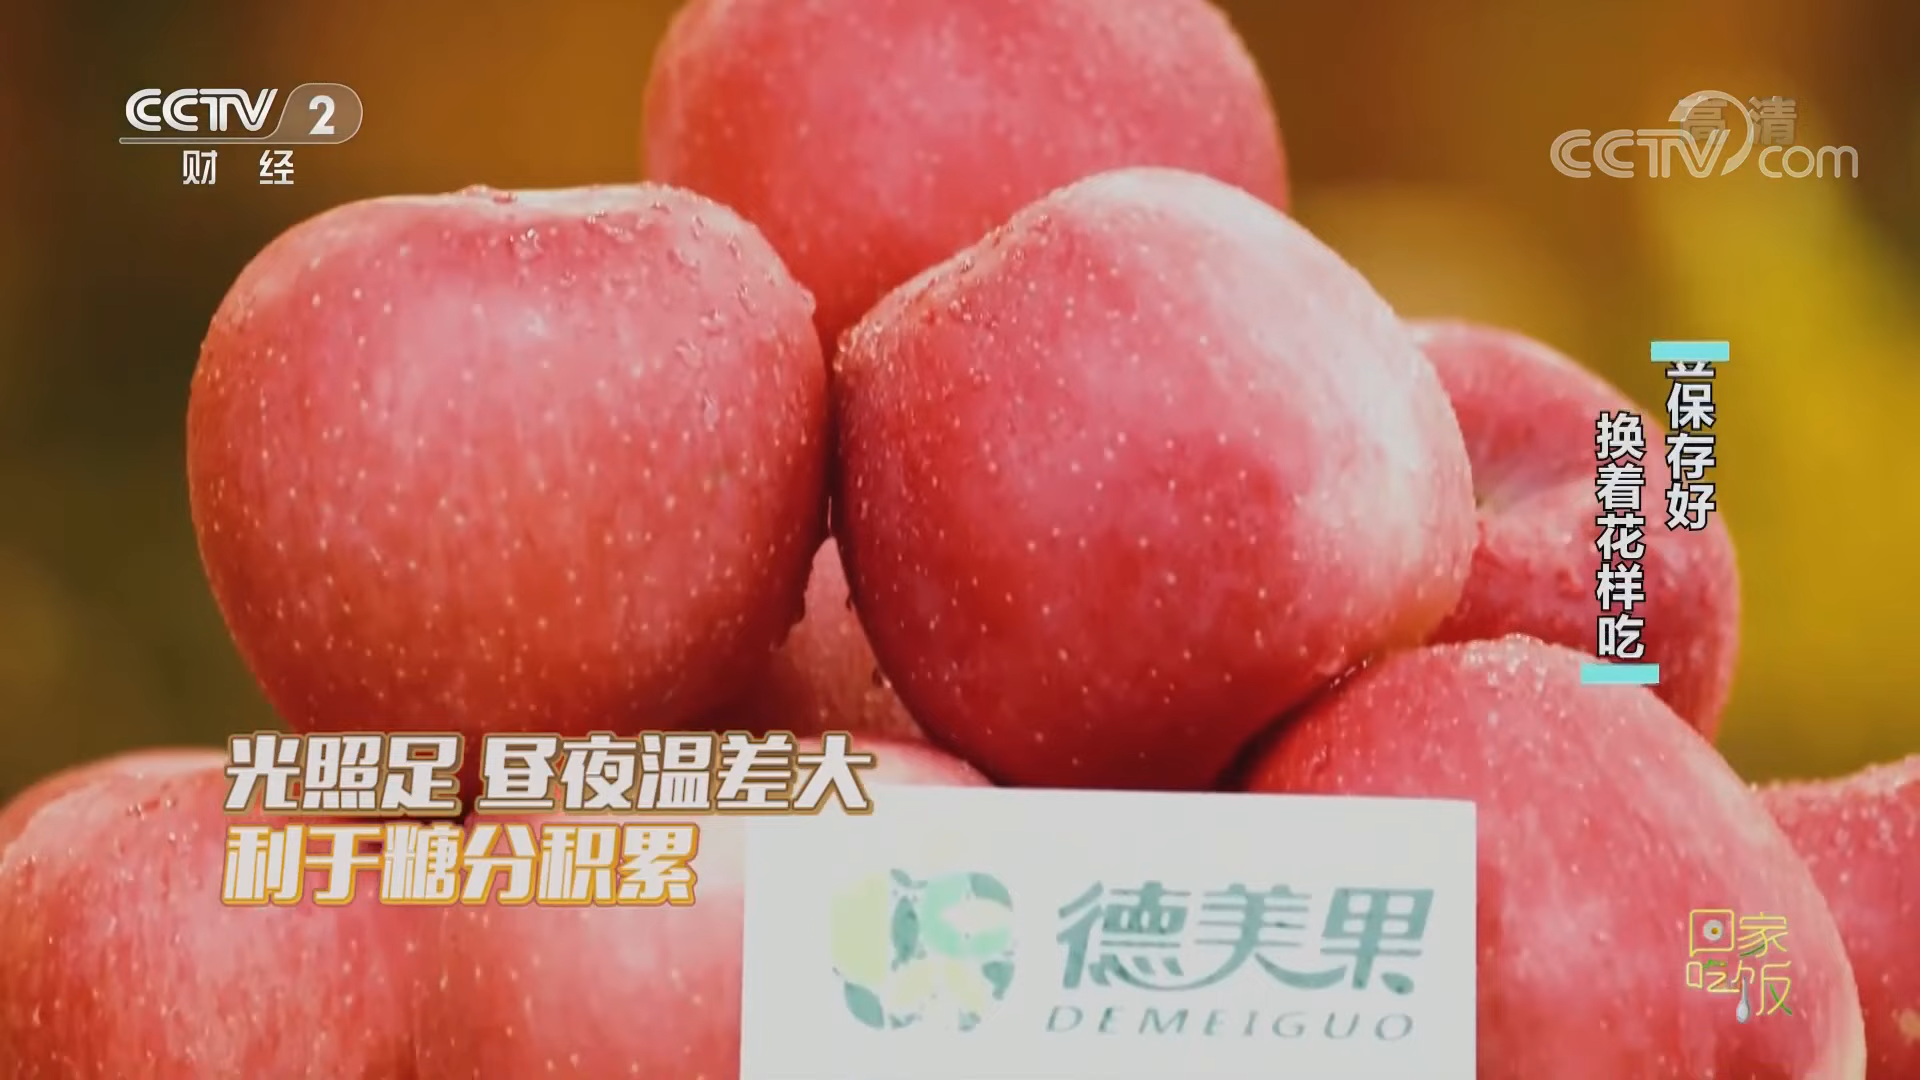 CCTV 2
财 经
高清
CCTV.com
保存好
换着花样吃
光照足 昼夜温差大
利于糖分积累
德美果
DEMEIGUO
回家
吃饭